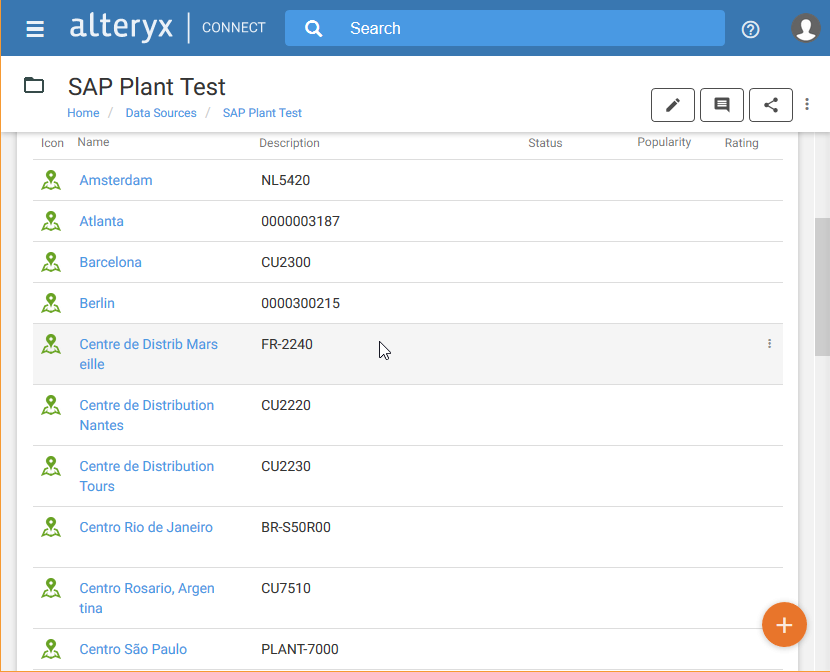 alteryx CONNECT Search
SAP Plant Test
Home / Data Sources / SAP Plant Test
Icon Name Description Status Popularity Rating
Amsterdam NL5420
Atlanta 0000003187
Barcelona CU2300
Berlin 0000300215
Centre de Distrib Mars FR-2240
eille
Centre de Distribution CU2220
Nantes
Centre de Distribution CU2230
Tours
Centro Rio de Janeiro BR-S50R00
Centro Rosario, Argen CU7510
tina
Centro São Paulo PLANT-7000